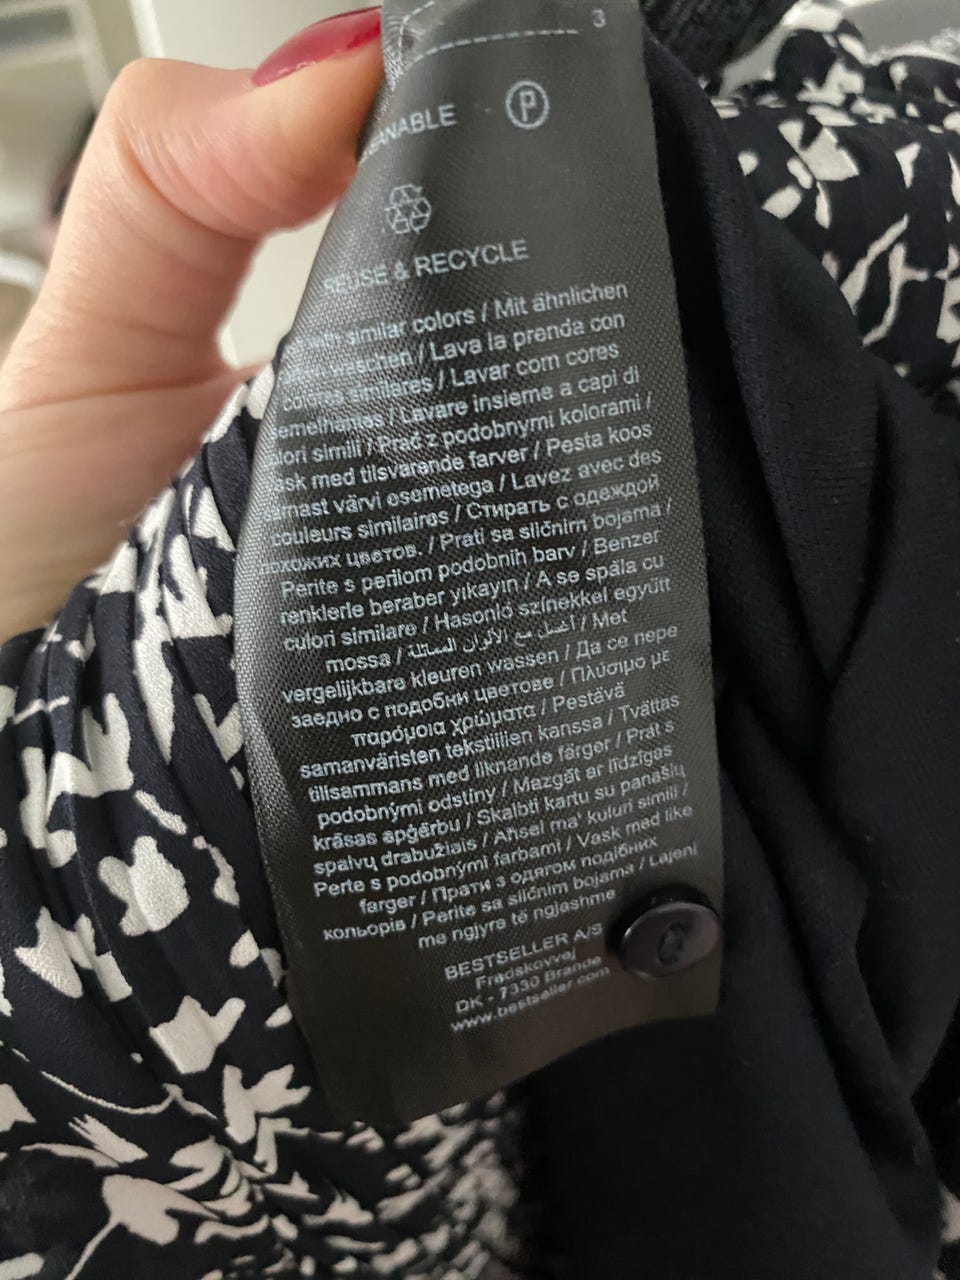 3
P
REUSE & RECYCLE
similar colors / Mit ähnlichen
waschen / Lava la prenda con
colores similares / Lavar com cores
semelhantes / Lavare insieme a capi di
colori simili / Prać z podobnymi kolorami /
Vask med tilsvarende farver / Pesta koos
sarnast värvi esemetega / Lavez avec des
couleurs similaires / Стирать с одеждой
похожих цветов. / Prati sa sličnim bojama /
Perite s perilom podobnih barv / Benzer
renklerle beraber yıkayın / A se spăla cu
culori similare / Hasonló színekkel együtt
mossa / أغسل مع الألوان المماثلة / Met
vergelijkbare kleuren wassen / Да се пере
заедно с подобни цветове / Πλύσιμο με
παρόμοια χρώματα / Pestävä
samanväristen tekstiilien kanssa / Tvättas
tillsammans med liknande färger / Prát s
podobnými odstíny / Mazgāt ar līdzīgas
krāsas apģērbu / Skalbti kartu su panašių
spalvų drabužiais / Aħsel ma' kuluri simili /
Perte s podobnými farbami / Vask med like
farger / Прати з одягом подібних
кольорів / Perite sa sličnim bojama / Lajeni
me ngjyra të ngjashme
BESTSELLER A/S
Fredskovvej
DK - 7330 Brande
www.bestseller.com